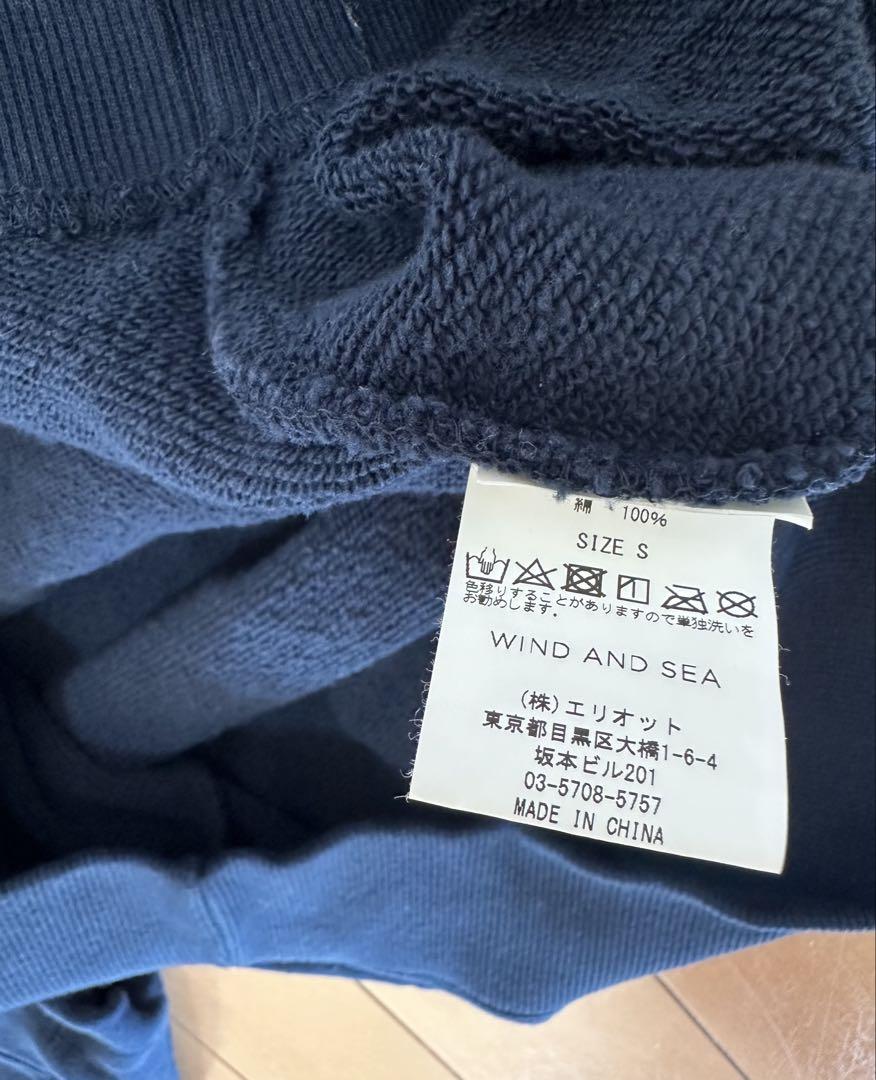 綿 100%
SIZE S
色移りすることがありますので単独洗いを
お勧めします.
WIND AND SEA
(株)エリオット
東京都目黒区大橋1-6-4
坂本ビル201
03-5708-5757
MADE IN CHINA